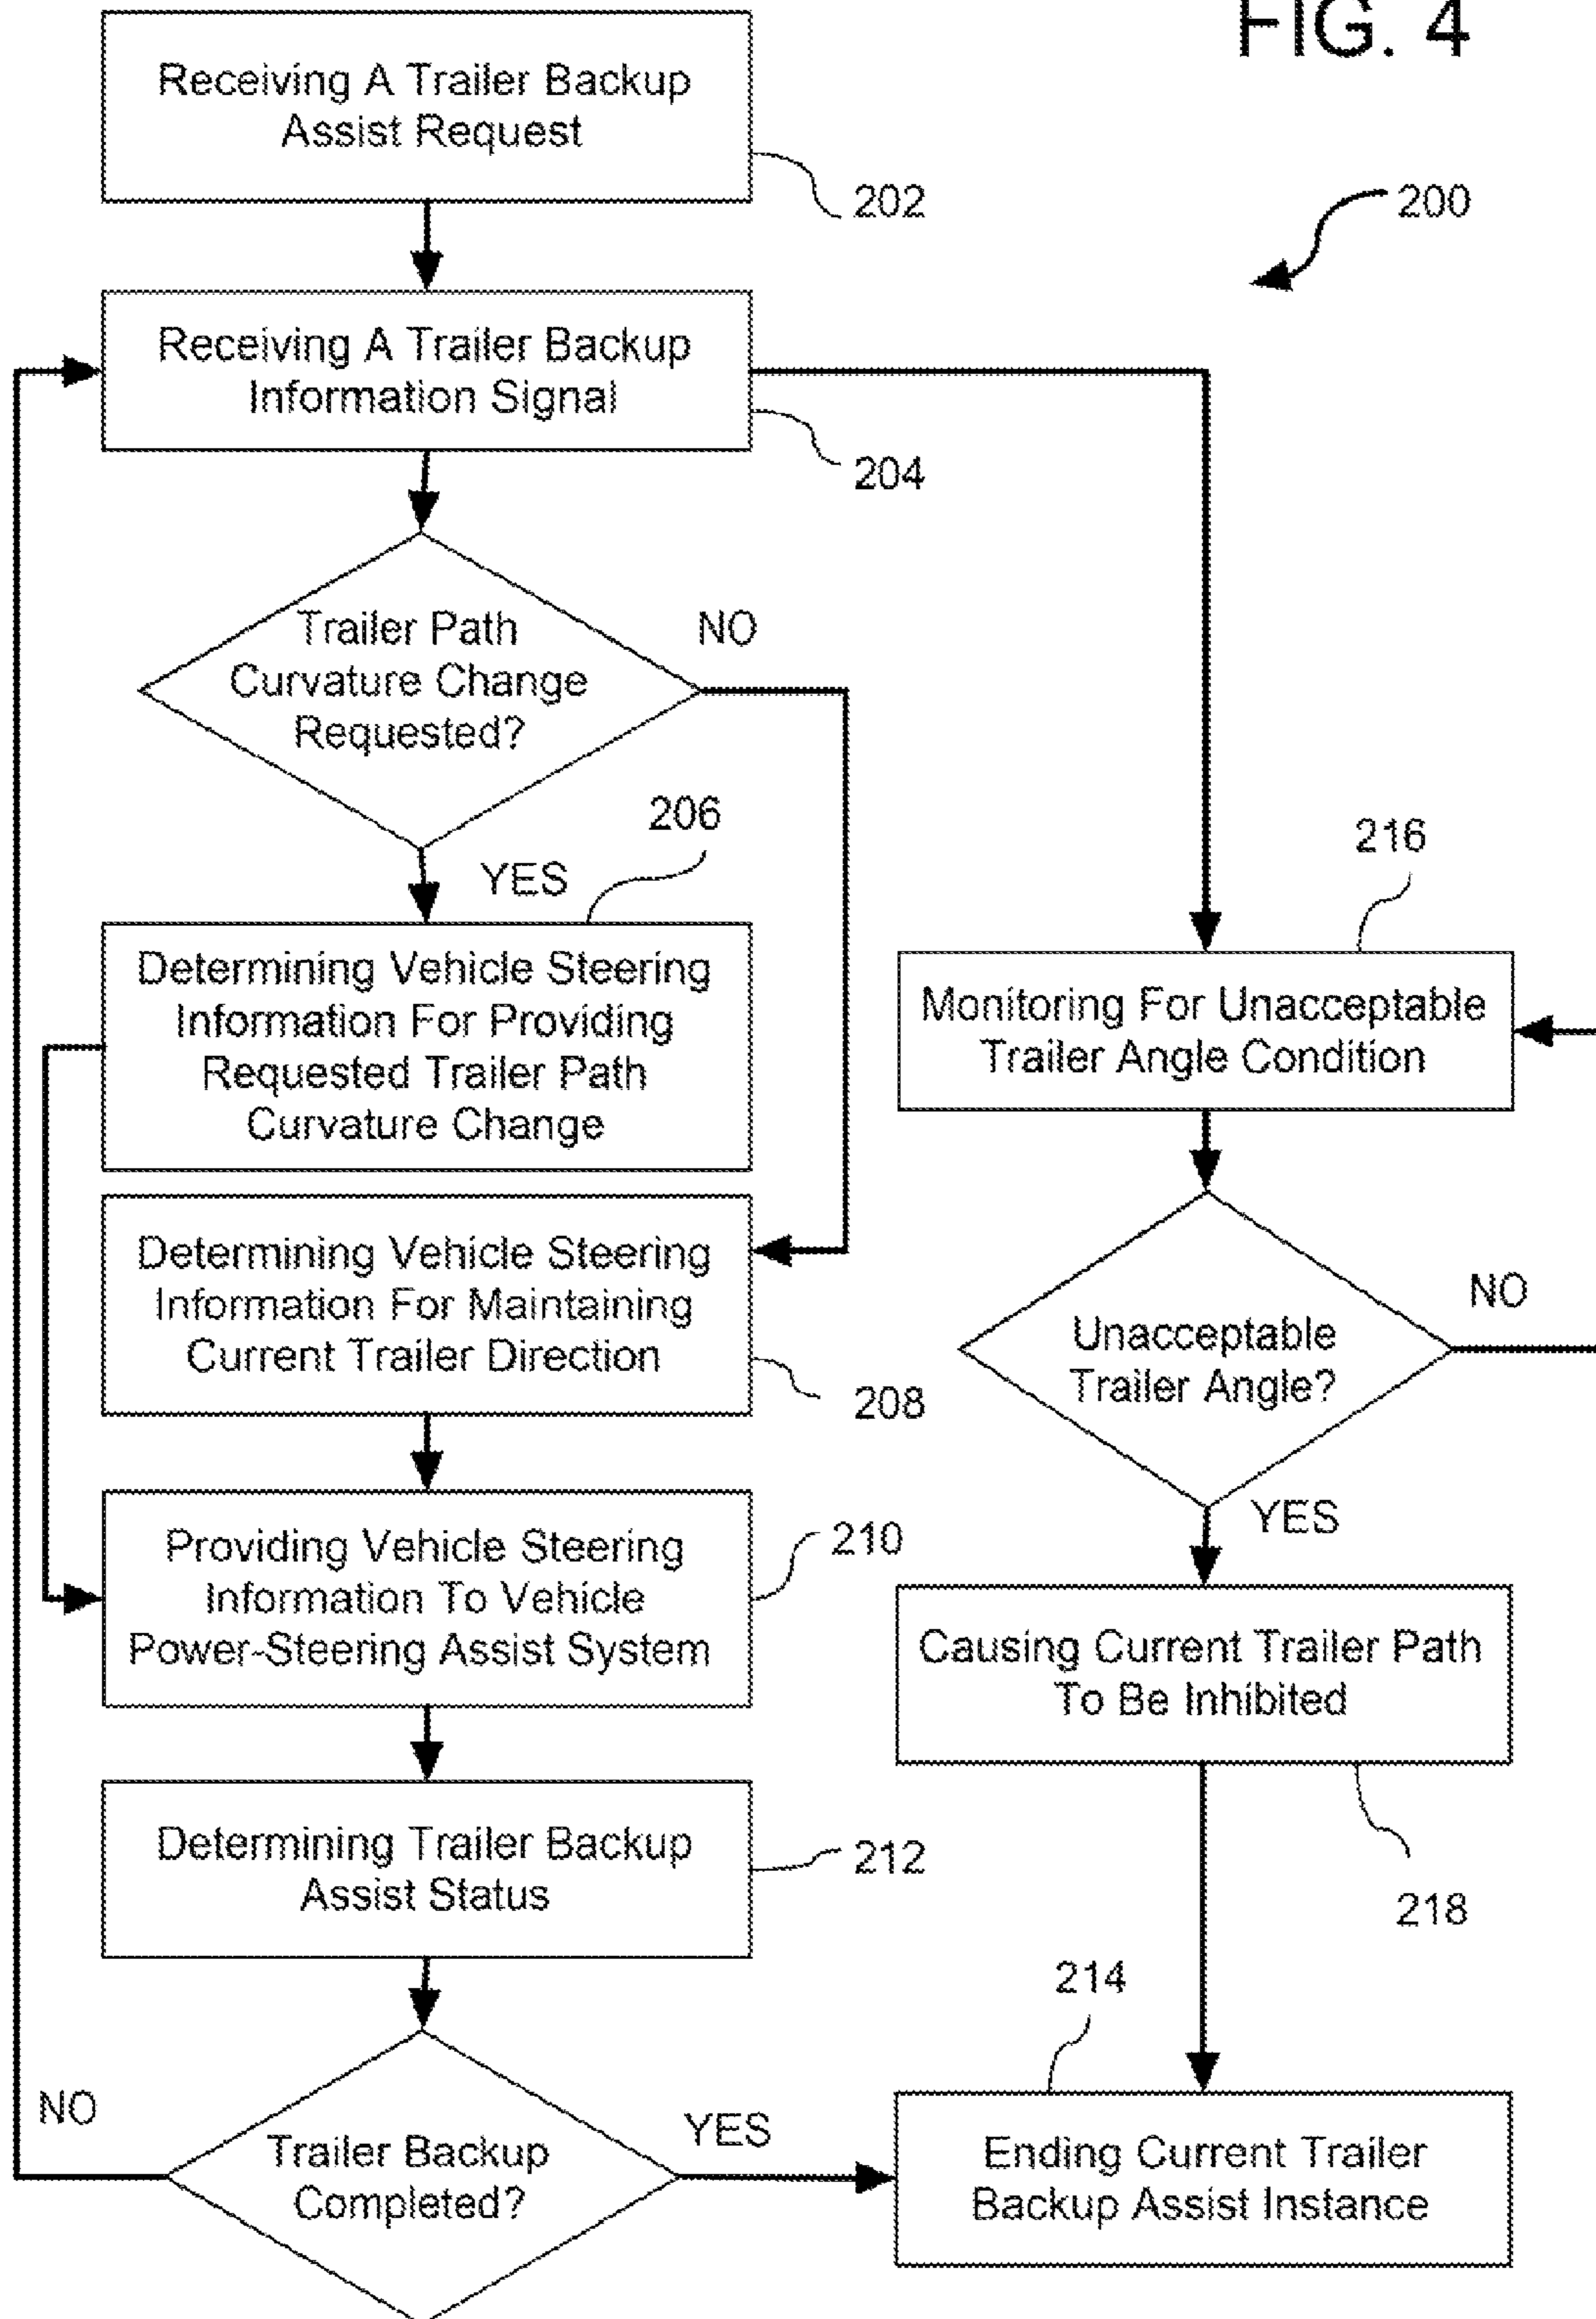 FIG. 4
Receiving A Trailer Backup
Assist Request
202
200
Receiving A Trailer Backup
Information Signal
204
Trailer Path
Curvature Change
Requested?
NO
YES
206
Determining Vehicle Steering
Information For Providing
Requested Trailer Path
Curvature Change
Determining Vehicle Steering
Information For Maintaining
Current Trailer Direction
208
Providing Vehicle Steering
Information To Vehicle
Power-Steering Assist System
210
Determining Trailer Backup
Assist Status
212
Trailer Backup
Completed?
NO
YES
216
Monitoring For Unacceptable
Trailer Angle Condition
Unacceptable
Trailer Angle?
NO
YES
Causing Current Trailer Path
To Be Inhibited
218
214
Ending Current Trailer
Backup Assist Instance